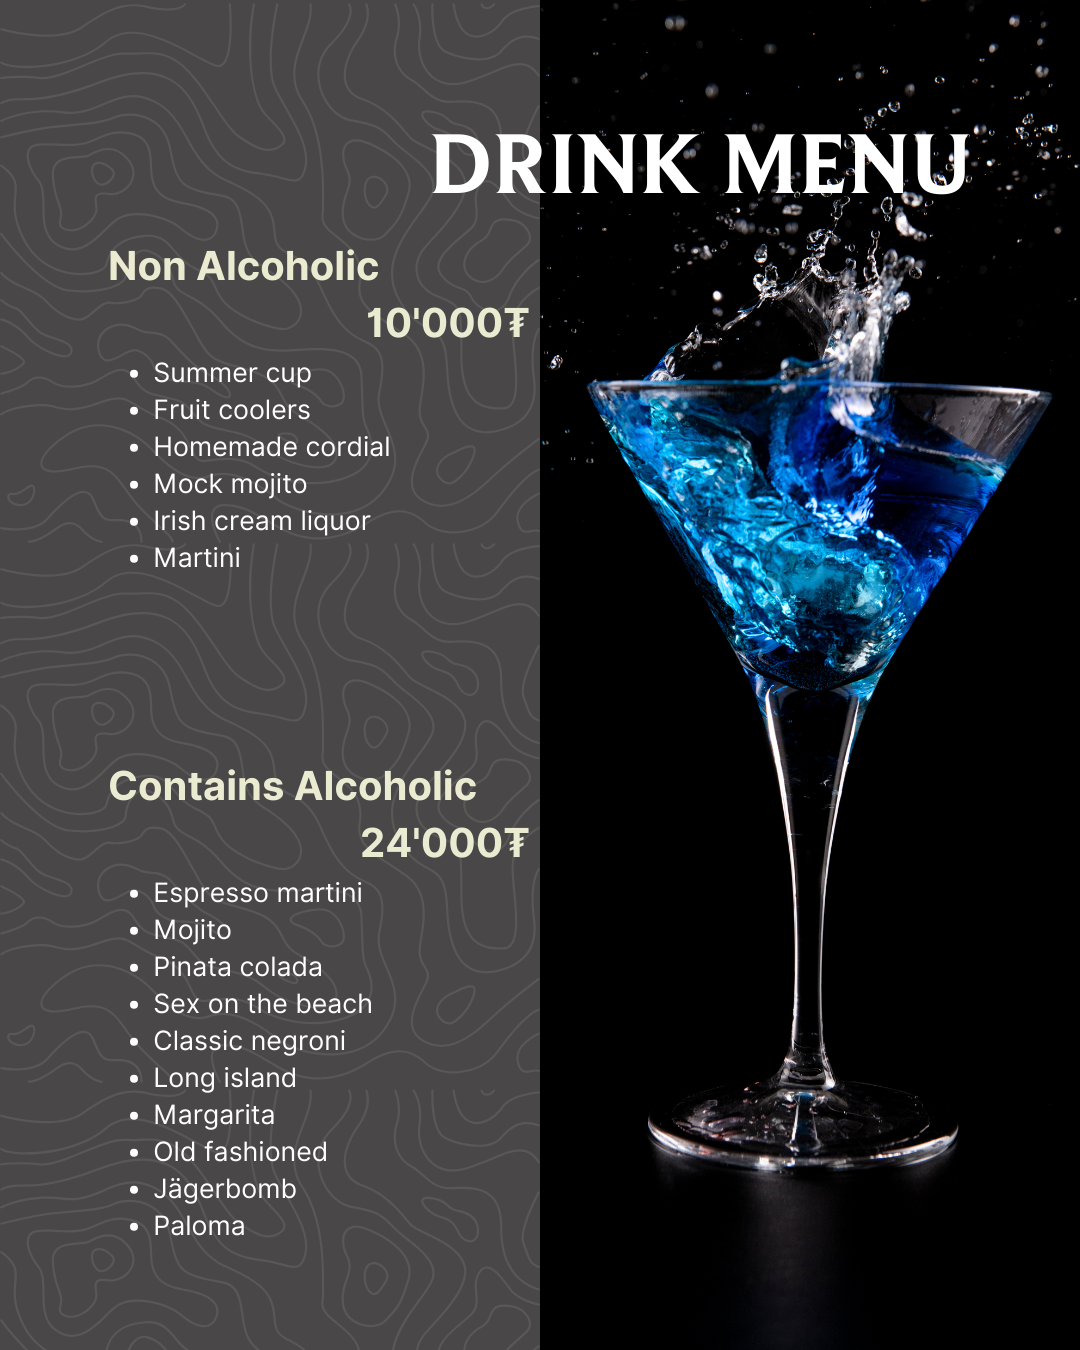 DRINK MENU
Non Alcoholic
10'000₮
• Summer cup
• Fruit coolers
• Homemade cordial
• Mock mojito
• Irish cream liquor
• Martini
Contains Alcoholic
24'000₮
• Espresso martini
• Mojito
• Pinata colada
• Sex on the beach
• Classic negroni
• Long island
• Margarita
• Old fashioned
• Jägerbomb
• Paloma